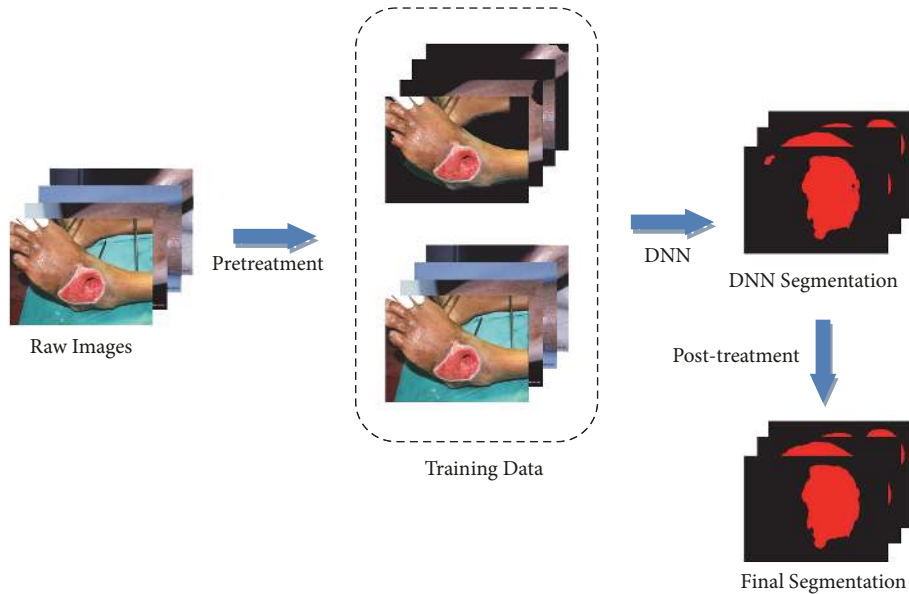 Raw Images
Pretreatment
Training Data
DNN
DNN Segmentation
Post-treatment
Final Segmentation